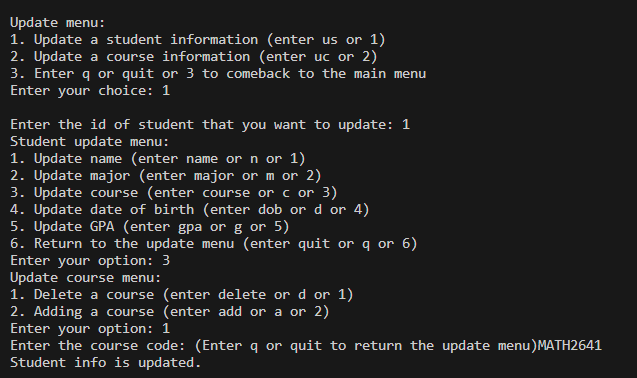 Update menu:
1. Update a student information (enter us or 1)
2. Update a course information (enter uc or 2)
3. Enter q or quit or 3 to comeback to the main menu
Enter your choice: 1
Enter the id of student that you want to update: 1
Student update menu:
1. Update name (enter name or n or 1)
2. Update major (enter major or m or 2)
3. Update course (enter course or c or 3)
4. Update date of birth (enter dob or d or 4)
5. Update GPA (enter gpa or g or 5)
6. Return to the update menu (enter quit or q or 6)
Enter your option: 3
Update course menu:
1. Delete a course (enter delete or d or 1)
2. Adding a course (enter add or a or 2)
Enter your option: 1
Enter the course code: (Enter q or quit to return the update menu)MATH2641
Student info is updated.